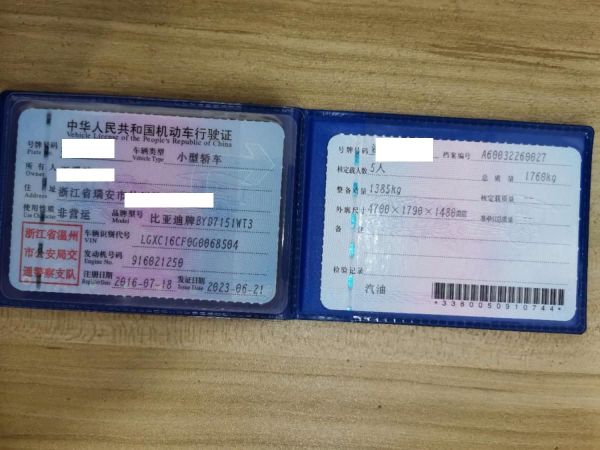 中华人民共和国机动车行驶证
Vehicle License of the People's Republic of China
号牌号码 车辆类型 小型轿车
Plate Vehicle Type
所有人
Owner
住址 浙江省瑞安市
Address
使用性质 非营运 品牌型号 比亚迪牌BYD7151WT3
Use Character Model
浙江省温州市公安局交通警察支队
车辆识别代号 LGXC16CF0G0068504
VIN
发动机号码 916021250
Engine No.
注册日期 2016-07-18 发证日期 2023-06-21
Register Date Issue Date
号牌号码 档案编号 A60032260027
核定载人数 5人 总质量 1760kg
整备质量 1385kg 核定载质量 --
外廓尺寸 4700×1790×1480mm 准牵引总质量 --
备注
检验记录
汽油
*3380050910744*